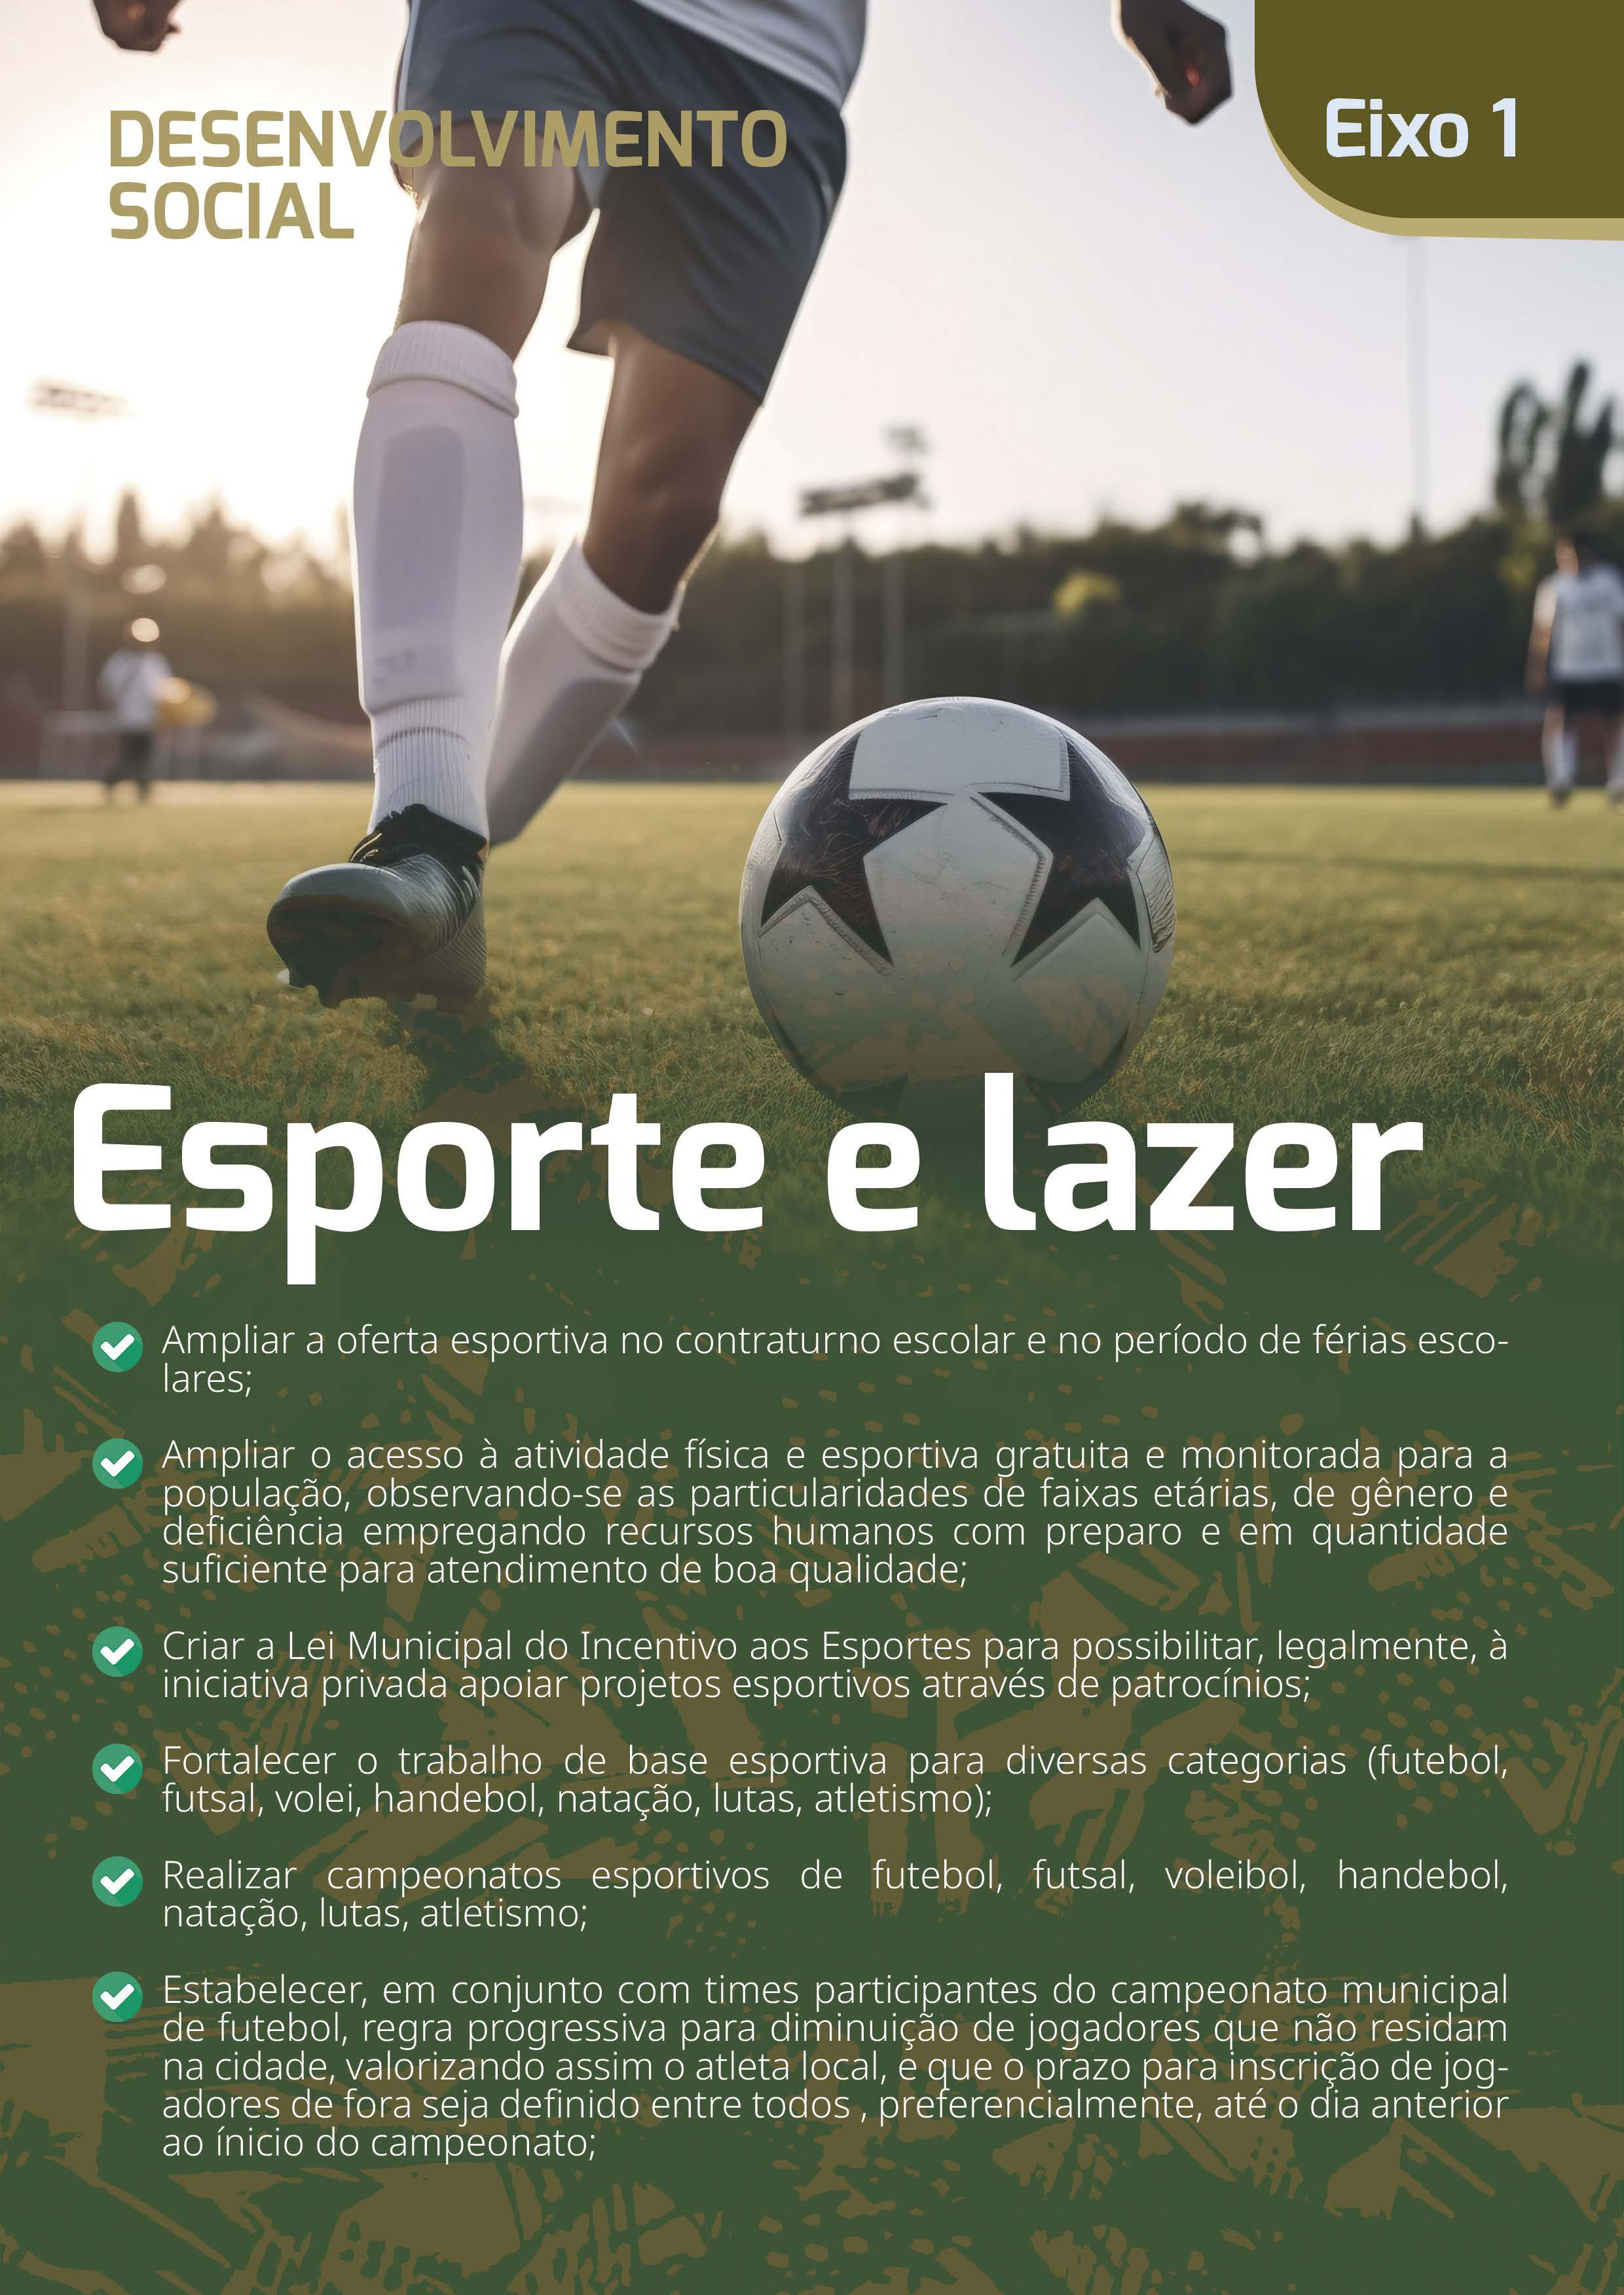 DESENVOLVIMENTO
SOCIAL
Eixo 1
Esporte e lazer
Ampliar a oferta esportiva no contraturno escolar e no período de férias esco-
lares;
Ampliar o acesso à atividade física e esportiva gratuita e monitorada para a
população, observando-se as particularidades de faixas etárias, de gênero e
deficiência empregando recursos humanos com preparo e em quantidade
suficiente para atendimento de boa qualidade;
Criar a Lei Municipal do Incentivo aos Esportes para possibilitar, legalmente, à
iniciativa privada apoiar projetos esportivos através de patrocínios;
Fortalecer o trabalho de base esportiva para diversas categorias (futebol,
futsal, volei, handebol, natação, lutas, atletismo);
Realizar campeonatos esportivos de futebol, futsal, voleibol, handebol,
natação, lutas, atletismo;
Estabelecer, em conjunto com times participantes do campeonato municipal
de futebol, regra progressiva para diminuição de jogadores que não residam
na cidade, valorizando assim o atleta local, e que o prazo para inscrição de jog-
adores de fora seja definido entre todos , preferencialmente, até o dia anterior
ao ínicio do campeonato;